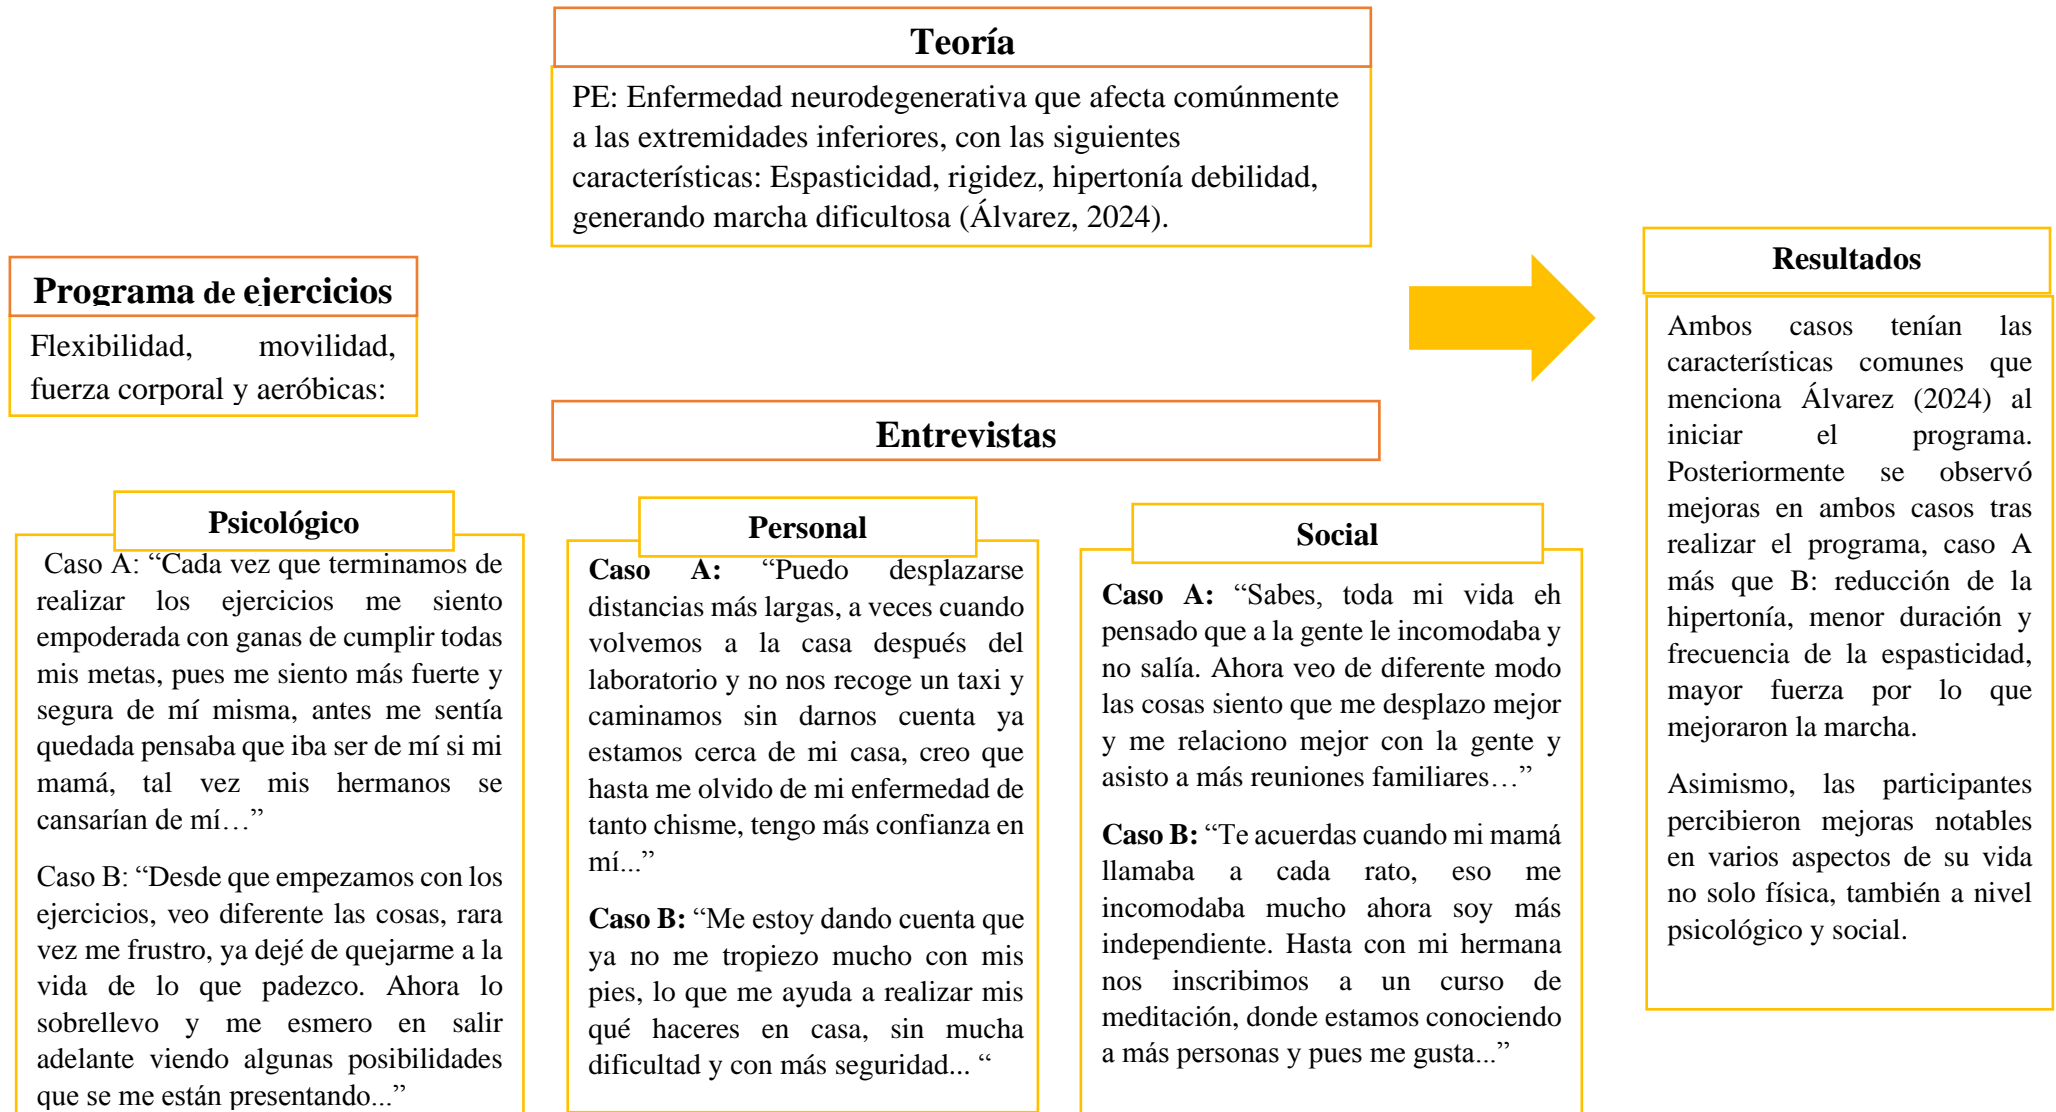 Teoría
PE: Enfermedad neurodegenerativa que afecta comúnmente
a las extremidades inferiores, con las siguientes
características: Espasticidad, rigidez, hipertonía debilidad,
generando marcha dificultosa (Álvarez, 2024).
Programa de ejercicios
Flexibilidad, movilidad,
fuerza corporal y aeróbicas:
Entrevistas
Psicológico
Caso A: “Cada vez que terminamos de
realizar los ejercicios me siento
empoderada con ganas de cumplir todas
mis metas, pues me siento más fuerte y
segura de mí misma, antes me sentía
quedada pensaba que iba ser de mí si mi
mamá, tal vez mis hermanos se
cansarían de mí…”
Caso B: “Desde que empezamos con los
ejercicios, veo diferente las cosas, rara
vez me frustro, ya dejé de quejarme a la
vida de lo que padezco. Ahora lo
sobrellevo y me esmero en salir
adelante viendo algunas posibilidades
que se me están presentando...”
Personal
Caso A: “Puedo desplazarse
distancias más largas, a veces cuando
volvemos a la casa después del
laboratorio y no nos recoge un taxi y
caminamos sin darnos cuenta ya
estamos cerca de mi casa, creo que
hasta me olvido de mi enfermedad de
tanto chisme, tengo más confianza en
mí...”
Caso B: “Me estoy dando cuenta que
ya no me tropiezo mucho con mis
pies, lo que me ayuda a realizar mis
qué haceres en casa, sin mucha
dificultad y con más seguridad... “
Social
Caso A: “Sabes, toda mi vida eh
pensado que a la gente le incomodaba y
no salía. Ahora veo de diferente modo
las cosas siento que me desplazo mejor
y me relaciono mejor con la gente y
asisto a más reuniones familiares…”
Caso B: “Te acuerdas cuando mi mamá
llamaba a cada rato, eso me
incomodaba mucho ahora soy más
independiente. Hasta con mi hermana
nos inscribimos a un curso de
meditación, donde estamos conociendo
a más personas y pues me gusta...”
Resultados
Ambos casos tenían las
características comunes que
menciona Álvarez (2024) al
iniciar el programa.
Posteriormente se observó
mejoras en ambos casos tras
realizar el programa, caso A
más que B: reducción de la
hipertonía, menor duración y
frecuencia de la espasticidad,
mayor fuerza por lo que
mejoraron la marcha.
Asimismo, las participantes
percibieron mejoras notables
en varios aspectos de su vida
no solo física, también a nivel
psicológico y social.